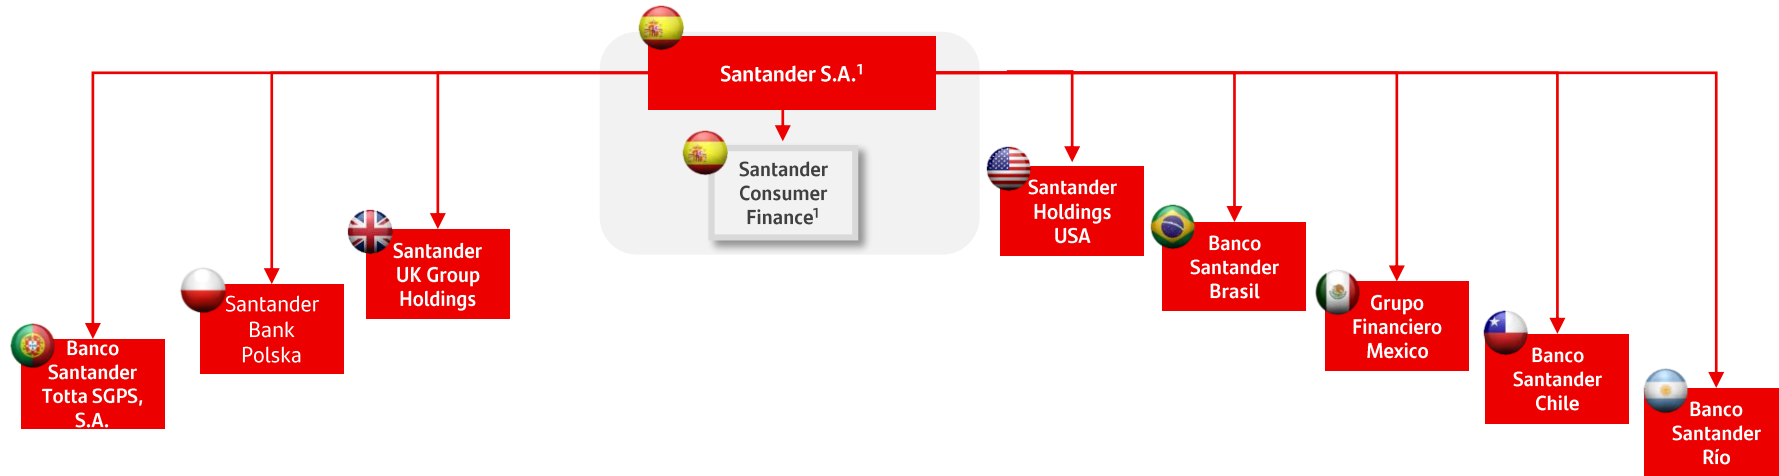 Santander S.A.¹
Santander
Consumer
Finance¹
Banco
Santander
Totta SGPS,
S.A.
Santander
Bank
Polska
Santander
UK Group
Holdings
Santander
Holdings
USA
Banco
Santander
Brasil
Grupo
Financiero
Mexico
Banco
Santander
Chile
Banco
Santander
Río